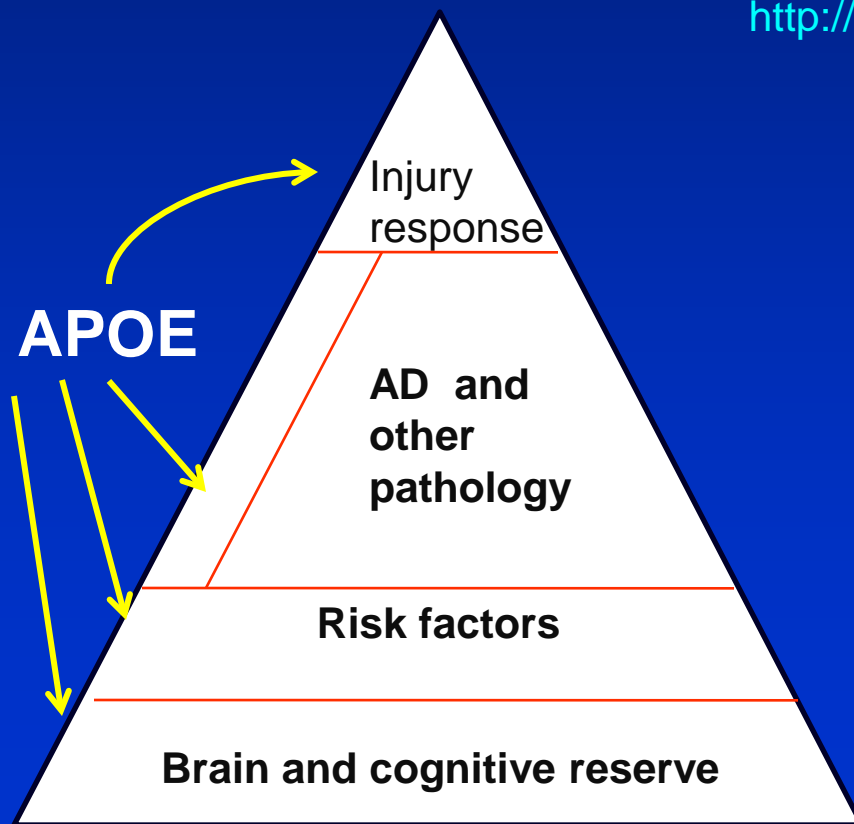 http://
Injury
response
APOE
AD and
other
pathology
Risk factors
Brain and cognitive reserve